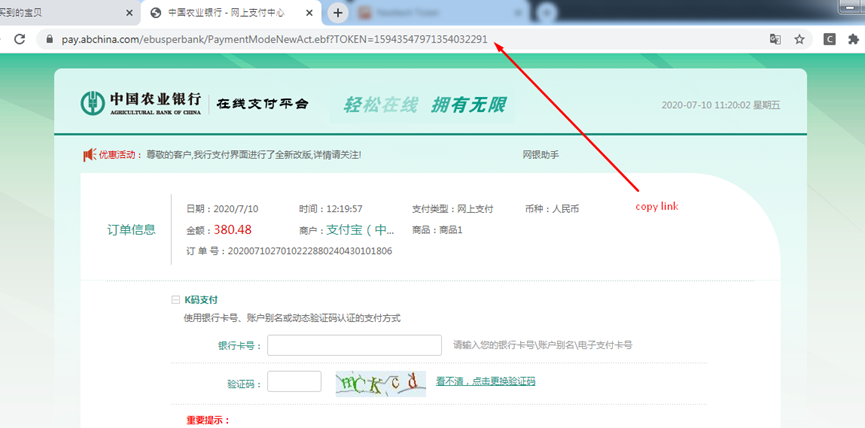 买到的宝贝
中国农业银行 - 网上支付中心
pay.abchina.com/ebusperbank/PaymentModeNewAct.ebf?TOKEN=15943547971354032291
中国农业银行
AGRICULTURAL BANK OF CHINA
在线支付平台
轻松在线 拥有无限
2020-07-10 11:20:02 星期五
优惠活动： 尊敬的客户,我行支付界面进行了全新改版,详情请关注!
网银助手
copy link
订单信息
日期：2020/7/10 时间：12:19:57 支付类型：网上支付 币种：人民币
金额：380.48 商户：支付宝（中... 商品：商品1
订 单 号：20200710270102228802404301018​06
K码支付
使用银行卡号、账户别名或动态验证码认证的支付方式
银行卡号： 请输入您的银行卡号\账户别名\电子支付卡号
验证码： 看不清，点击更换验证码
重要提示：